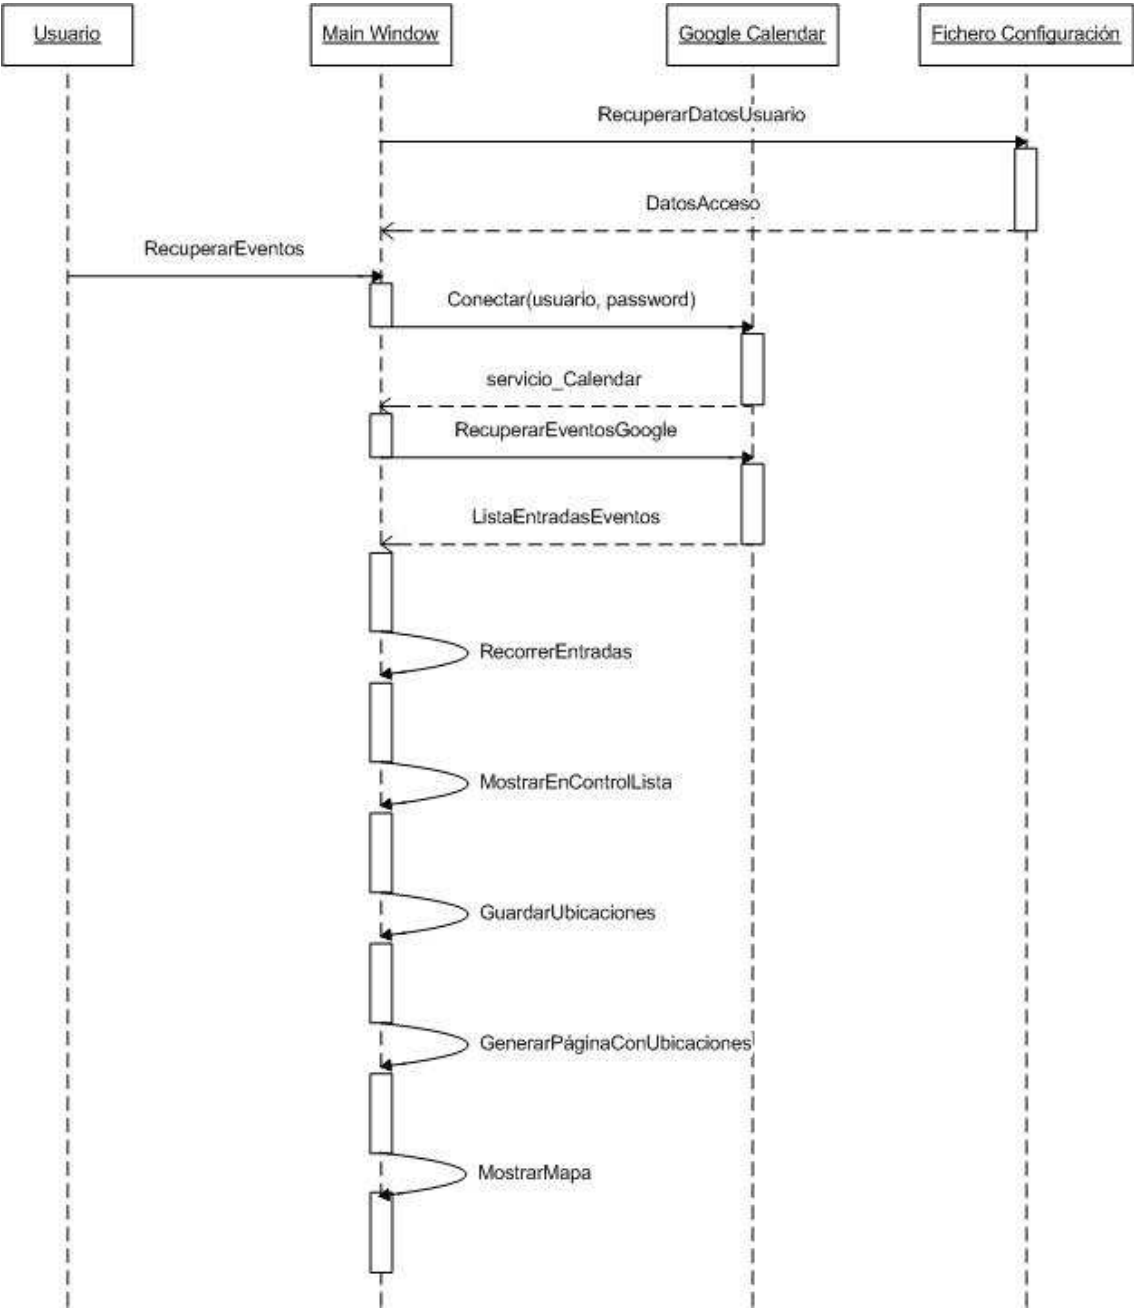 Usuario
Main Window
Google Calendar
Fichero Configuración
RecuperarDatosUsuario
DatosAcceso
RecuperarEventos
Conectar(usuario, password)
servicio_Calendar
RecuperarEventosGoogle
ListaEntradasEventos
RecorrerEntradas
MostrarEnControlLista
GuardarUbicaciones
GenerarPáginaConUbicaciones
MostrarMapa